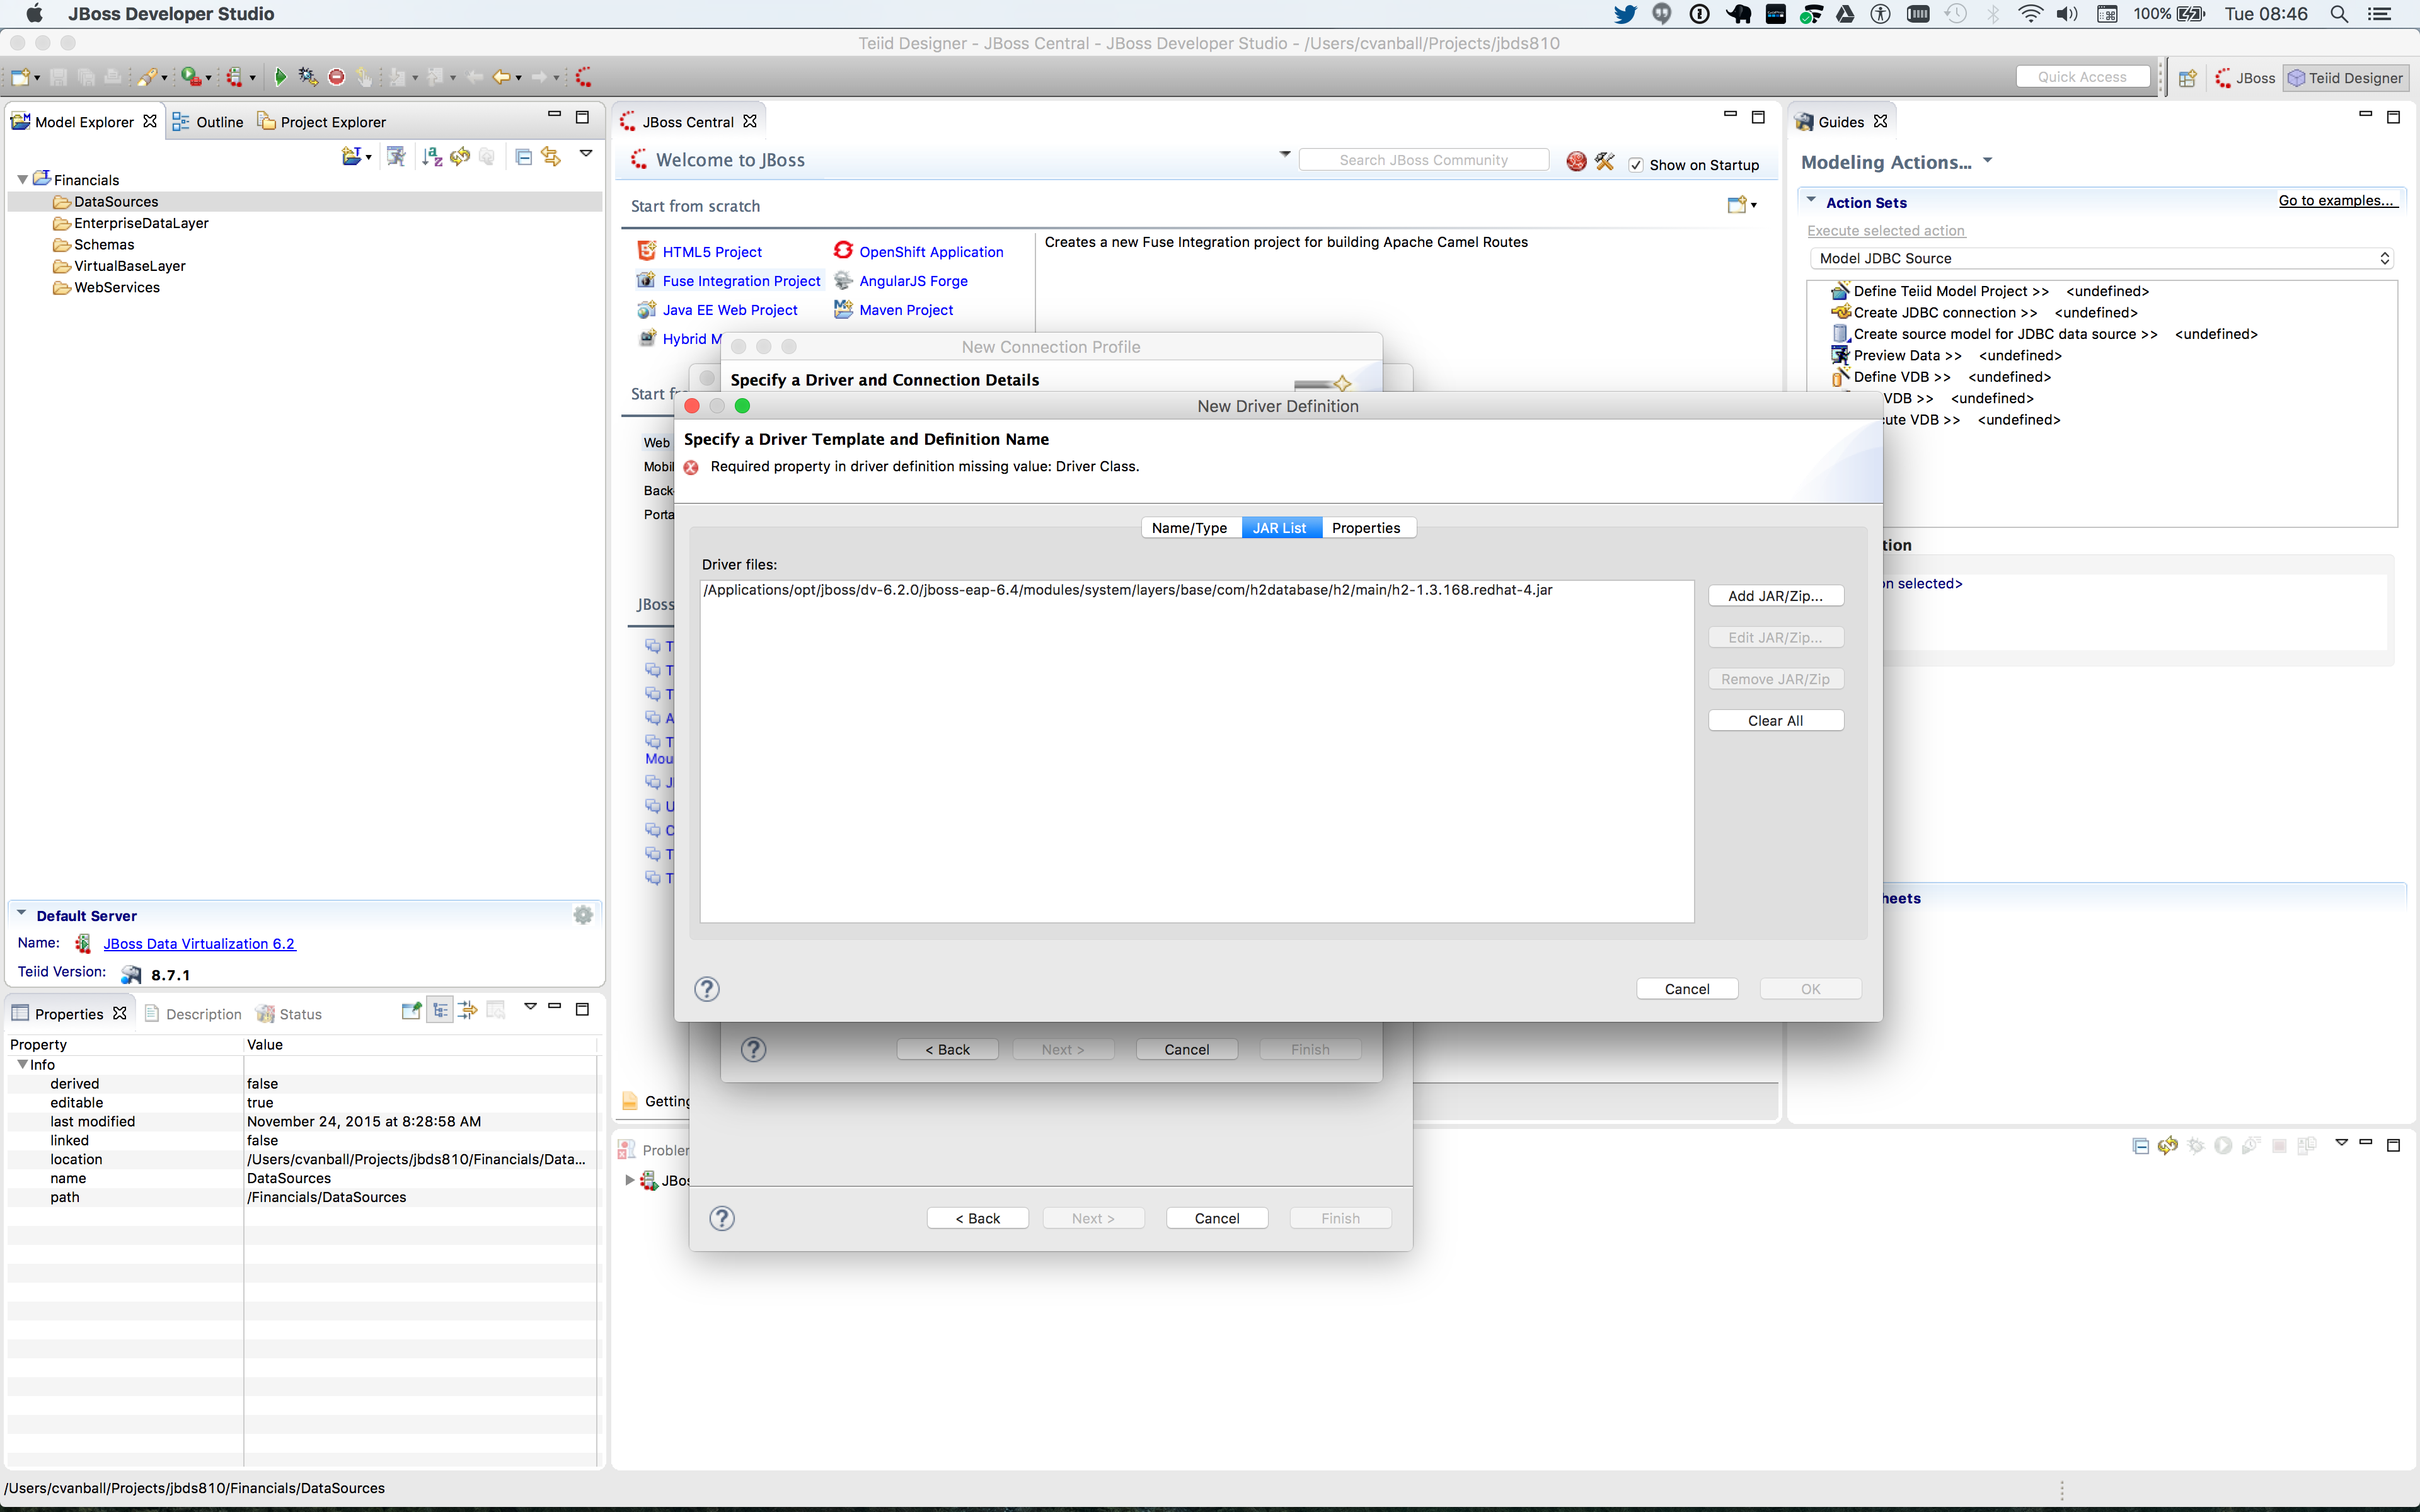 JBoss Developer Studio
100%
Tue 08:46
Teiid Designer - JBoss Central - JBoss Developer Studio - /Users/cvanball/Projects/jbds810
Quick Access
JBoss
Teiid Designer
Model Explorer
Outline
Project Explorer
Financials
DataSources
EnterpriseDataLayer
Schemas
VirtualBaseLayer
WebServices
Default Server
Name: JBoss Data Virtualization 6.2
Teiid Version: 8.7.1
Properties
Description
Status
Property Value
Info
derived false
editable true
last modified November 24, 2015 at 8:28:58 AM
linked false
location /Users/cvanball/Projects/jbds810/Financials/Data...
name DataSources
path /Financials/DataSources
/Users/cvanball/Projects/jbds810/Financials/DataSources
JBoss Central
Welcome to JBoss
Search JBoss Community
Show on Startup
Start from scratch
HTML5 Project
OpenShift Application
Fuse Integration Project
AngularJS Forge
Java EE Web Project
Maven Project
Hybrid M
Creates a new Fuse Integration project for building Apache Camel Routes
Start fr
Web
Mobil
Back
Porta
JBoss
T
T
T
A
T
Mou
J
U
C
T
T
Getting
Problem
JBos
New Connection Profile
Specify a Driver and Connection Details
New Driver Definition
Specify a Driver Template and Definition Name
Required property in driver definition missing value: Driver Class.
Name/Type
JAR List
Properties
Driver files:
/Applications/opt/jboss/dv-6.2.0/jboss-eap-6.4/modules/system/layers/base/com/h2database/h2/main/h2-1.3.168.redhat-4.jar
Add JAR/Zip...
Edit JAR/Zip...
Remove JAR/Zip
Clear All
?
Cancel
OK
?
< Back
Next >
Cancel
Finish
?
< Back
Next >
Cancel
Finish
Guides
Modeling Actions...
Action Sets
Go to examples...
Execute selected action
Model JDBC Source
Define Teiid Model Project >> <undefined>
Create JDBC connection >> <undefined>
Create source model for JDBC data source >> <undefined>
Preview Data >> <undefined>
Define VDB >> <undefined>
VDB >> <undefined>
ute VDB >> <undefined>
tion
n selected>
heets